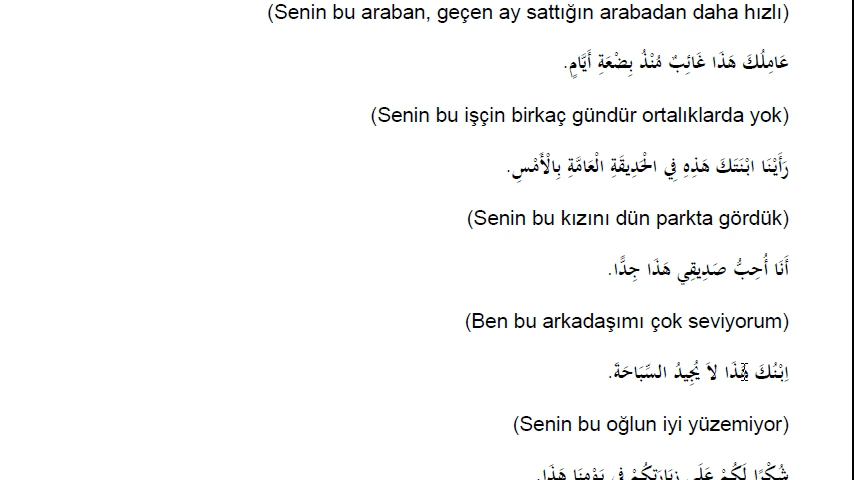 (Senin bu araban, geçen ay sattığın arabadan daha hızlı)
عَامِلُكَ هَذَا غَائِبٌ مُنْذُ بِضْعَةِ أَيَّامٍ.
(Senin bu işçin birkaç gündür ortalıklarda yok)
رَأَيْنَا ابْنَتَكَ هَذِهِ فِي الْحَدِيقَةِ الْعَامَّةِ بِالْأَمْسِ.
(Senin bu kızını dün parkta gördük)
أَنَا أُحِبُّ صَدِيقِي هَذَا جِدًّا.
(Ben bu arkadaşımı çok seviyorum)
اِبْنُكَ هَذَا لاَ يُجِيدُ السِّبَاحَةَ.
(Senin bu oğlun iyi yüzemiyor)
شُكْرًا لَكُمْ عَلَى زِيَارَتِكُمْ فِي يَوْمِنَا هَذَا.